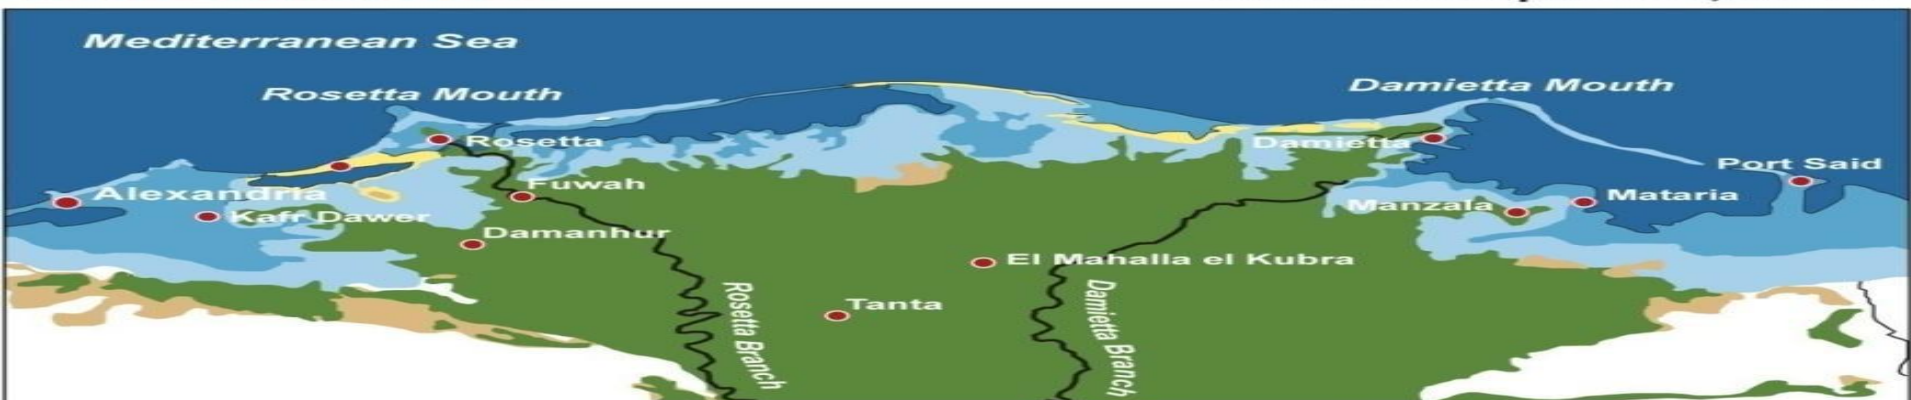 Mediterranean Sea
Rosetta Mouth
Damietta Mouth
Rosetta
Damietta
Port Said
Alexandria
Fuwah
Mataria
Kafr Dawer
Manzala
Damanhur
El Mahalla el Kubra
Tanta
Rosetta Branch
Damietta Branch